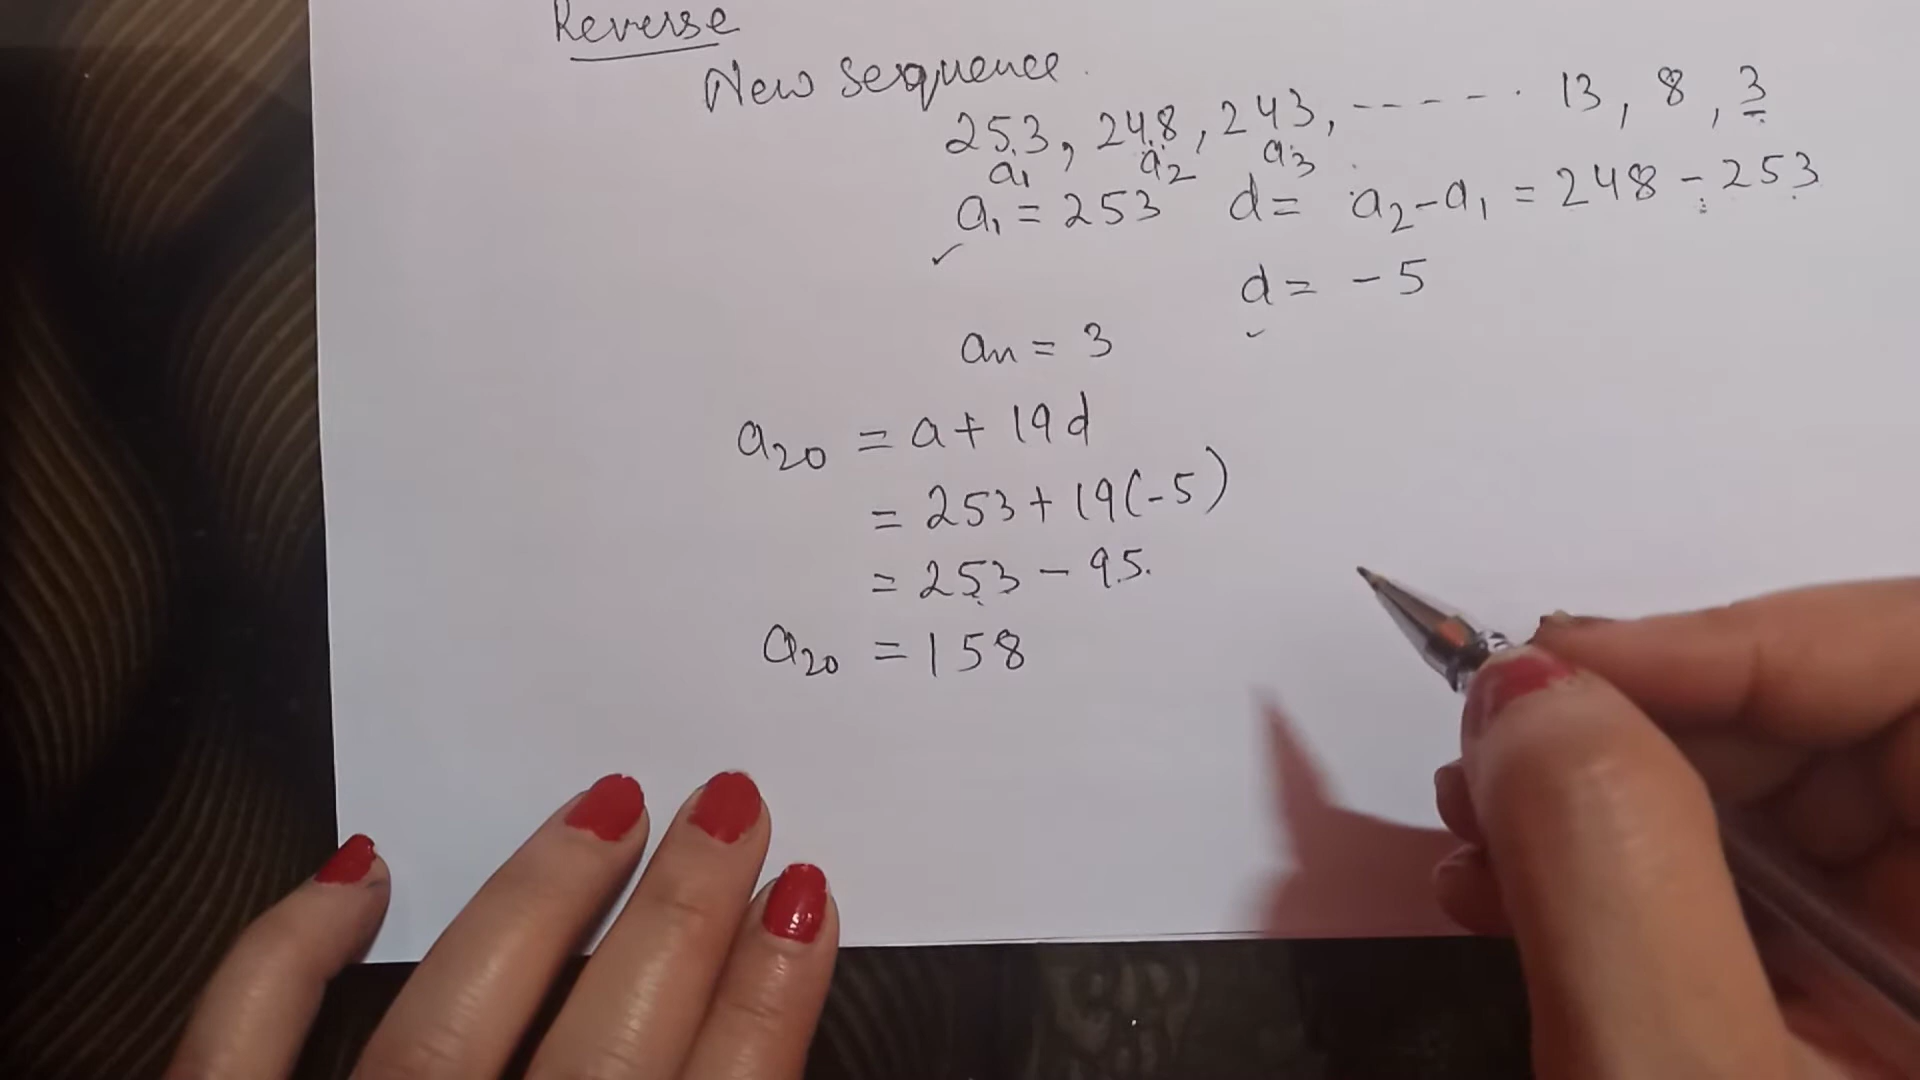 Reverse
New sequence.
253, 248, 243, ------. 13, 8, 3
a₁ a₂ a₃
a₁ = 253 d = a₂-a₁ = 248 - 253
d = -5
an = 3
a₂₀ = a + 19d
= 253 + 19(-5)
= 253 - 95.
a₂₀ = 158